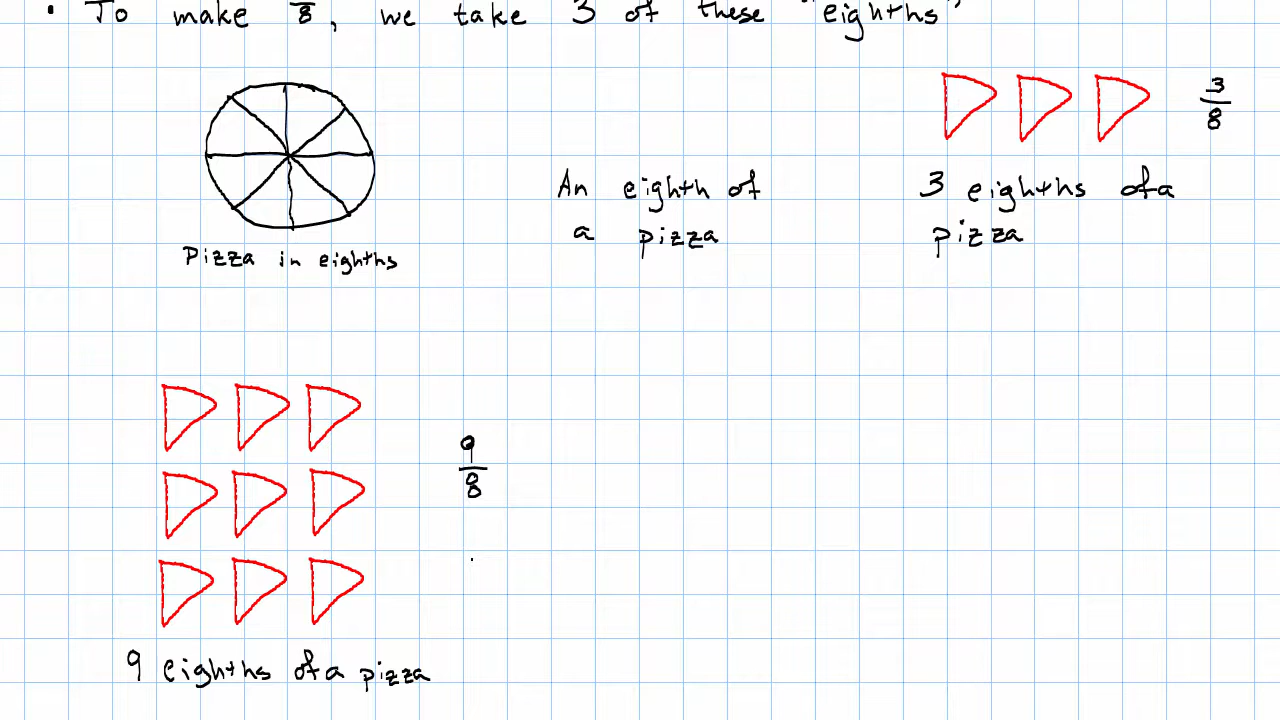 • To make 3/8, we take 3 of these "eighths"
3/8
An eighth of
a pizza
3 eighths of a
pizza
Pizza in eighths
9/8
9 eighths of a pizza